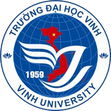 TRƯỜNG ĐẠI HỌC VINH
1959
VINH UNIVERSITY